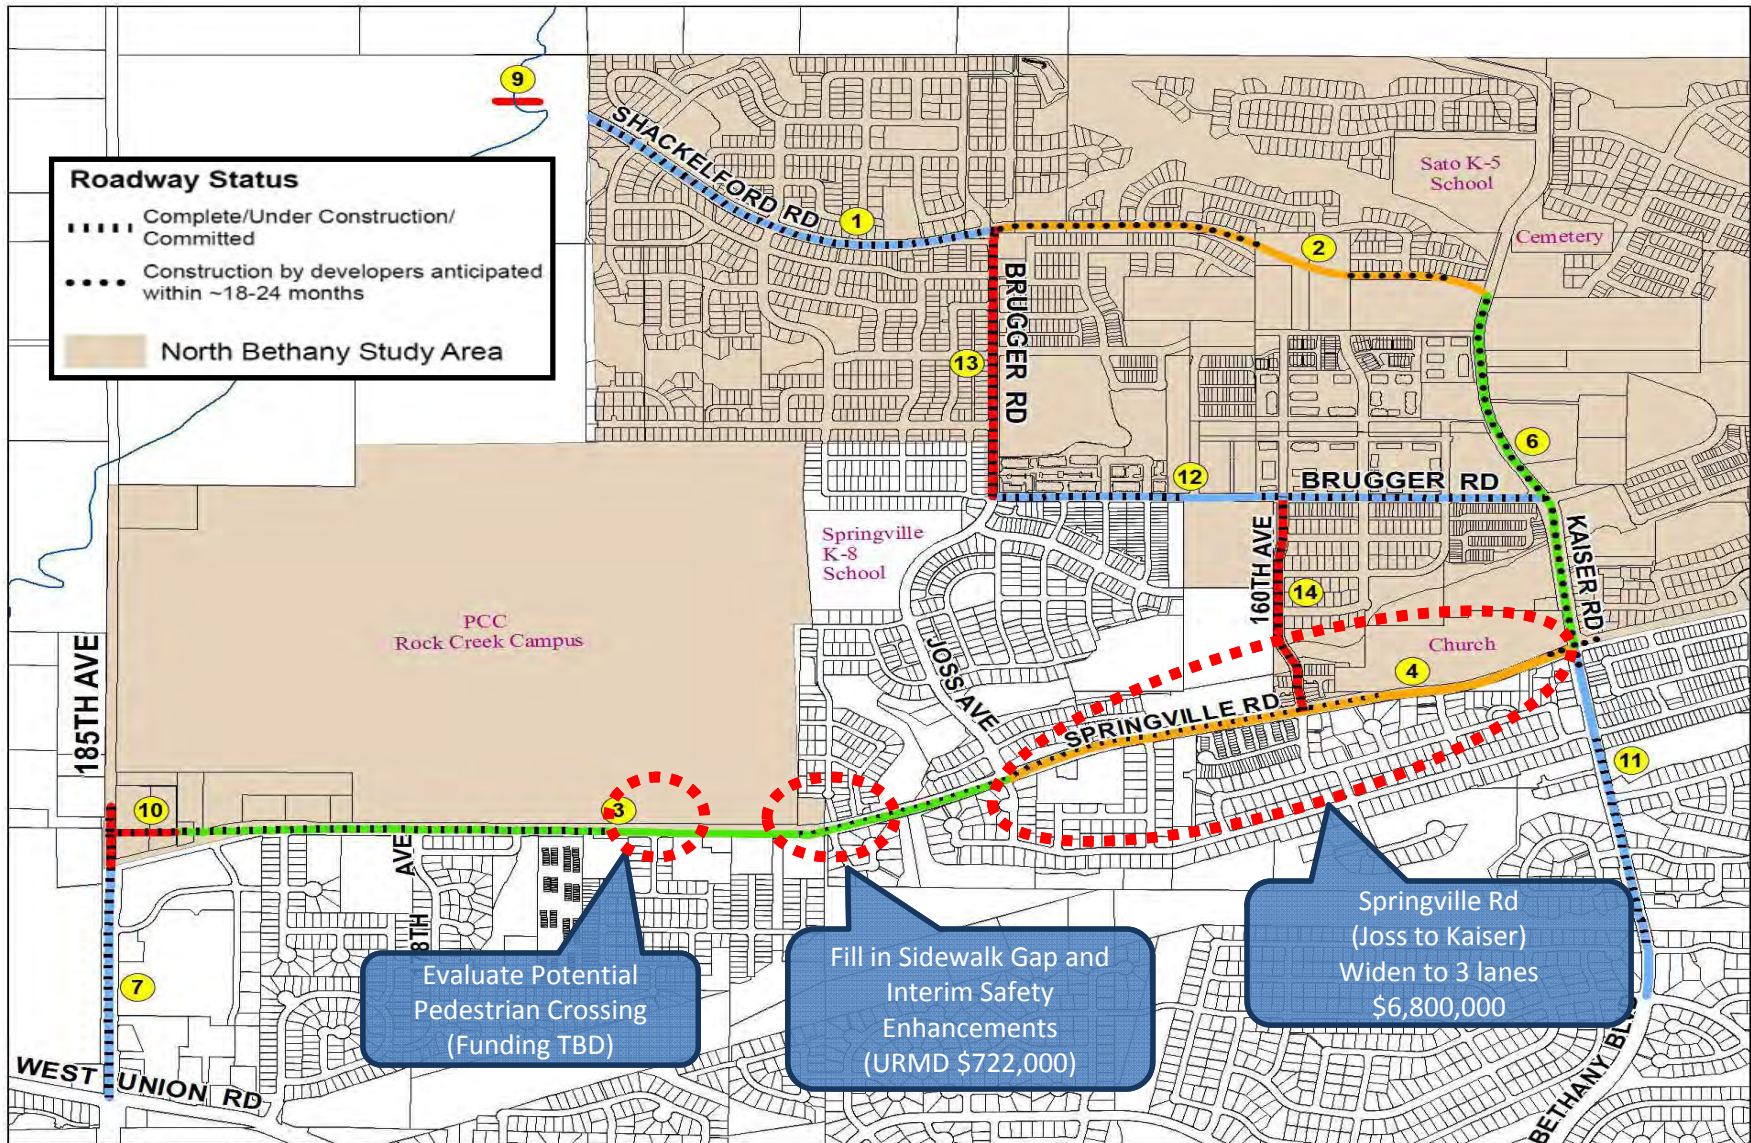 9
SHACKELFORD RD
1
Roadway Status
Complete/Under Construction/
Committed
Construction by developers anticipated
within ~18-24 months
North Bethany Study Area
Sato K-5
School
Cemetery
2
BRUGGER RD
13
6
12
BRUGGER RD
Springville
K-8
School
160TH AVE
KAISER RD
14
PCC
Rock Creek Campus
185TH AVE
JOSS AVE
Church
4
SPRINGVILLE RD
11
10
3
AVE
7
Evaluate Potential
Pedestrian Crossing
(Funding TBD)
Fill in Sidewalk Gap and
Interim Safety
Enhancements
(URMD $722,000)
Springville Rd
(Joss to Kaiser)
Widen to 3 lanes
$6,800,000
WEST UNION RD
BETHANY